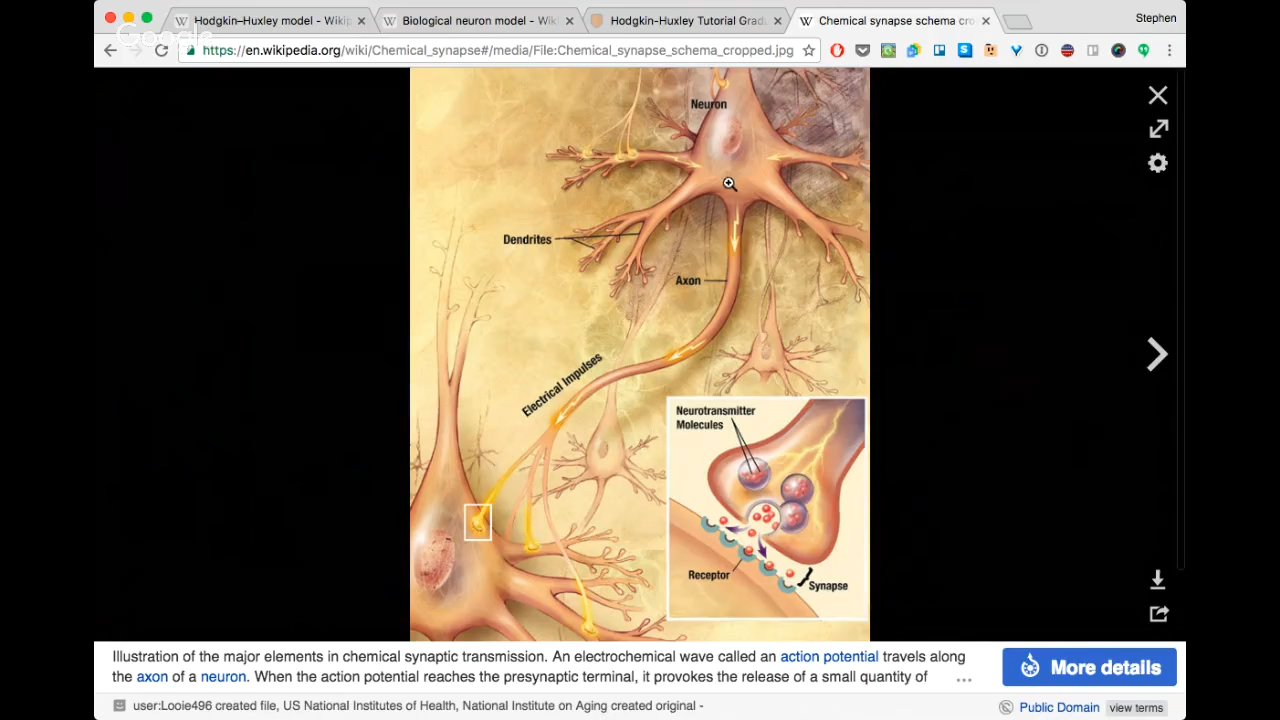 Hodgkin–Huxley model - Wikip
Biological neuron model - Wiki
Hodgkin-Huxley Tutorial Gradu
Chemical synapse schema cro
Stephen
Google
https://en.wikipedia.org/wiki/Chemical_synapse#/media/File:Chemical_synapse_schema_cropped.jpg
Neuron
Dendrites
Axon
Electrical Impulses
Neurotransmitter
Molecules
Receptor
Synapse
Illustration of the major elements in chemical synaptic transmission. An electrochemical wave called an action potential travels along
the axon of a neuron. When the action potential reaches the presynaptic terminal, it provokes the release of a small quantity of ...
More details
user:Looie496 created file, US National Institutes of Health, National Institute on Aging created original -
Public Domain
view terms